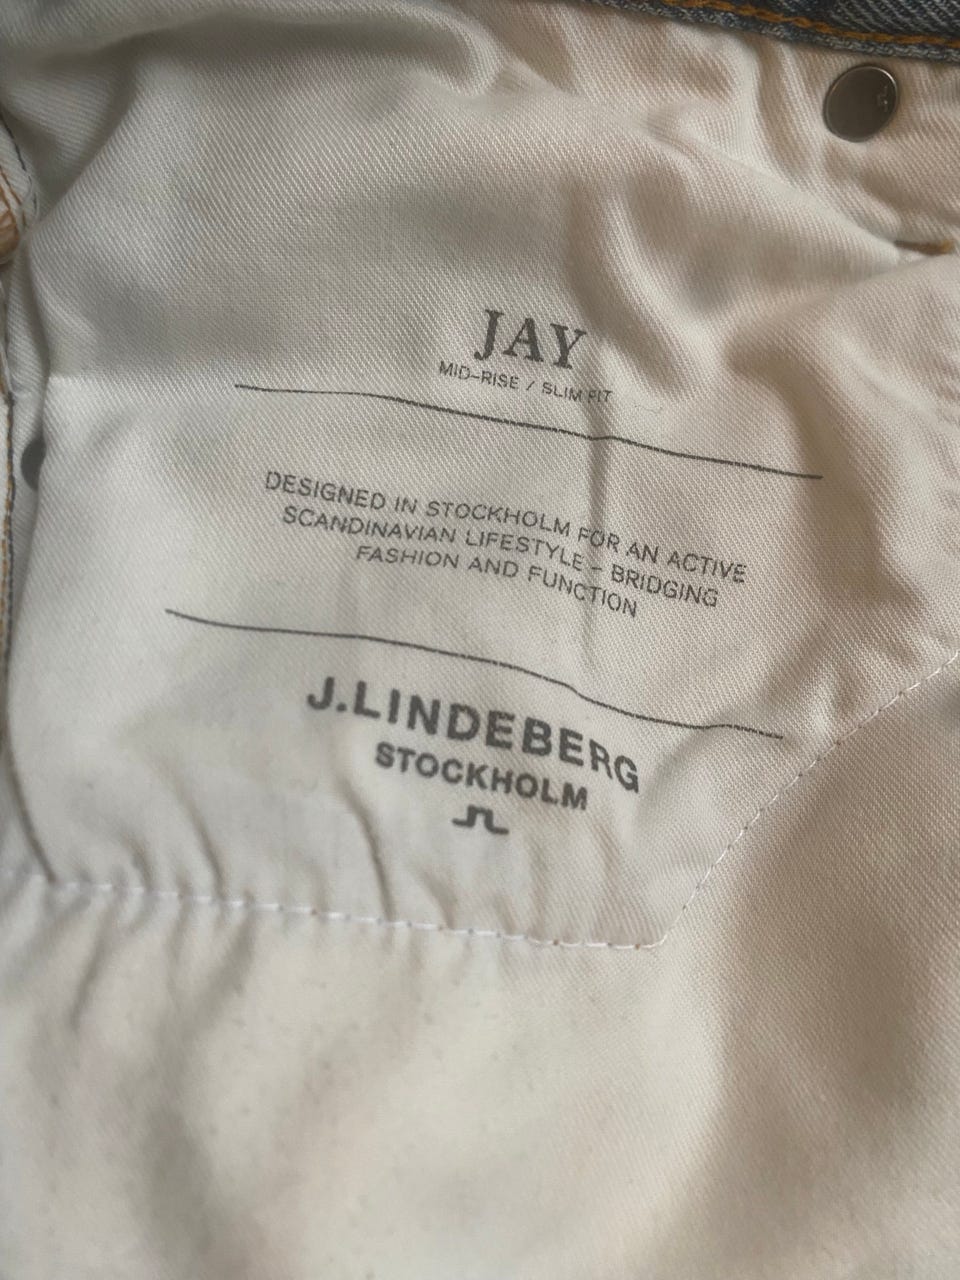 JAY
MID-RISE / SLIM FIT
DESIGNED IN STOCKHOLM FOR AN ACTIVE
SCANDINAVIAN LIFESTYLE - BRIDGING
FASHION AND FUNCTION
J.LINDEBERG
STOCKHOLM